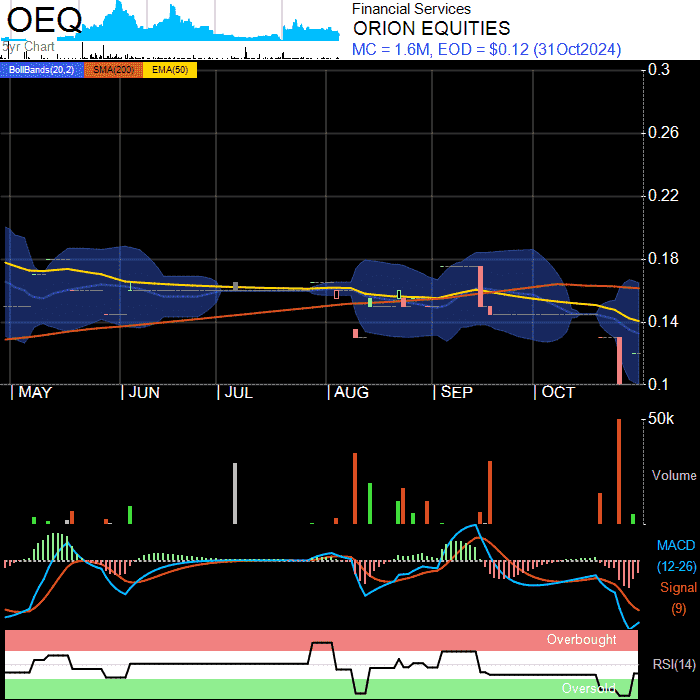 OEQ
5yr Chart
Financial Services
ORION EQUITIES
MC = 1.6M, EOD = $0.12 (31Oct2024)
BollBands(20,2) SMA(200) EMA(50)
0.3
0.26
0.22
0.18
0.14
0.1
MAY JUN JUL AUG SEP OCT
50k
Volume
MACD
(12-26)
Signal
(9)
Overbought
RSI(14)
Oversold